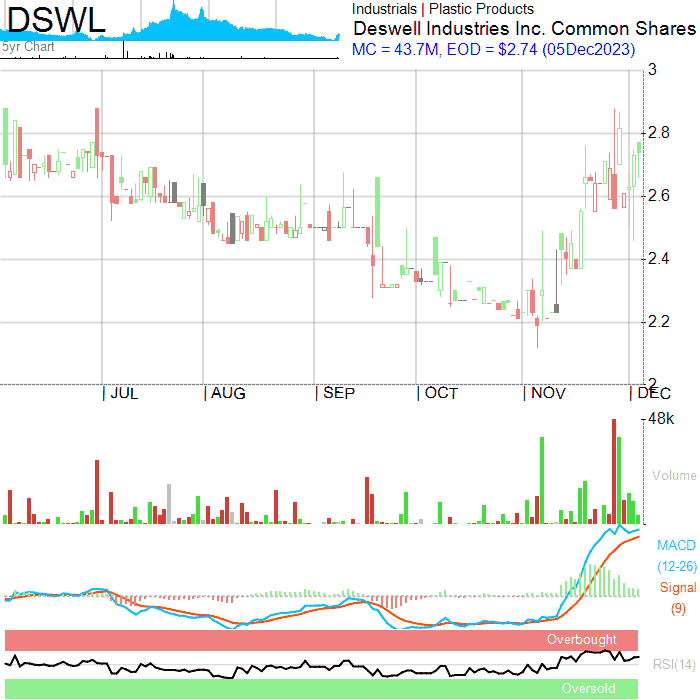 DSWL
5yr Chart
Industrials | Plastic Products
Deswell Industries Inc. Common Shares
MC = 43.7M, EOD = $2.74 (05Dec2023)
3
2.8
2.6
2.4
2.2
2
| JUL | AUG | SEP | OCT | NOV | DEC
48k
Volume
MACD
(12-26)
Signal
(9)
Overbought
RSI(14)
Oversold